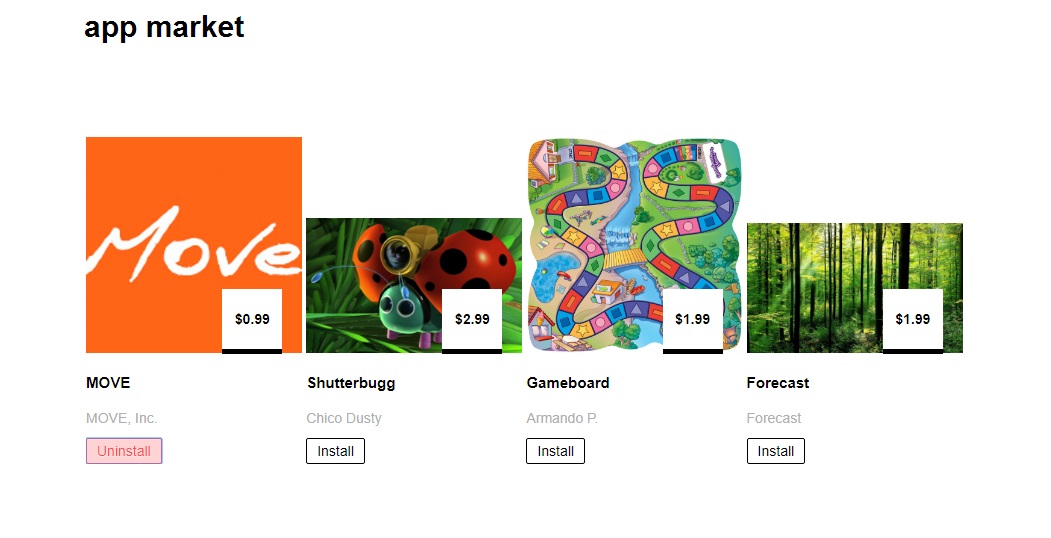 app market
Move
$0.99
$2.99
$1.99
$1.99
MOVE
Shutterbugg
Gameboard
Forecast
MOVE, Inc.
Chico Dusty
Armando P.
Forecast
Uninstall
Install
Install
Install